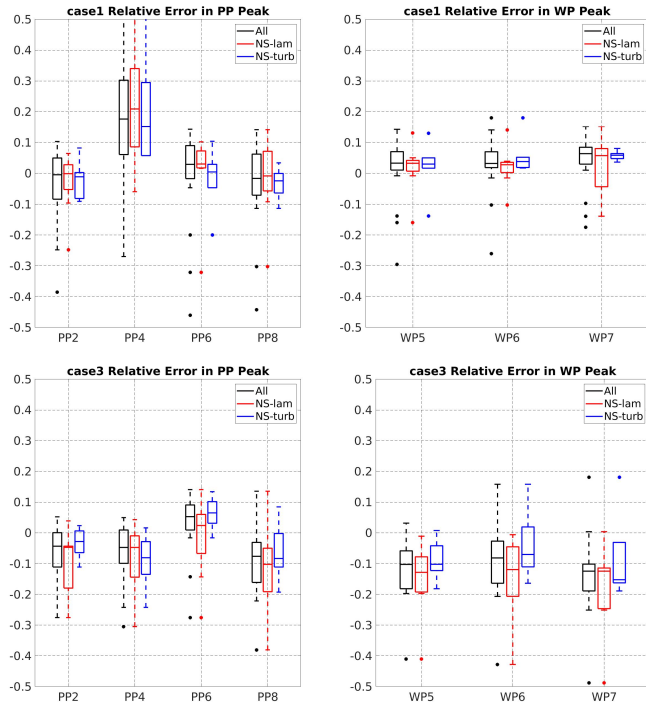 case1 Relative Error in PP Peak
0.5
0.4
0.3
0.2
0.1
0
-0.1
-0.2
-0.3
-0.4
-0.5
PP2 PP4 PP6 PP8
All
NS-lam
NS-turb
case1 Relative Error in WP Peak
0.5
0.4
0.3
0.2
0.1
0
-0.1
-0.2
-0.3
-0.4
-0.5
WP5 WP6 WP7
All
NS-lam
NS-turb
case3 Relative Error in PP Peak
0.5
0.4
0.3
0.2
0.1
0
-0.1
-0.2
-0.3
-0.4
-0.5
PP2 PP4 PP6 PP8
All
NS-lam
NS-turb
case3 Relative Error in WP Peak
0.5
0.4
0.3
0.2
0.1
0
-0.1
-0.2
-0.3
-0.4
-0.5
WP5 WP6 WP7
All
NS-lam
NS-turb